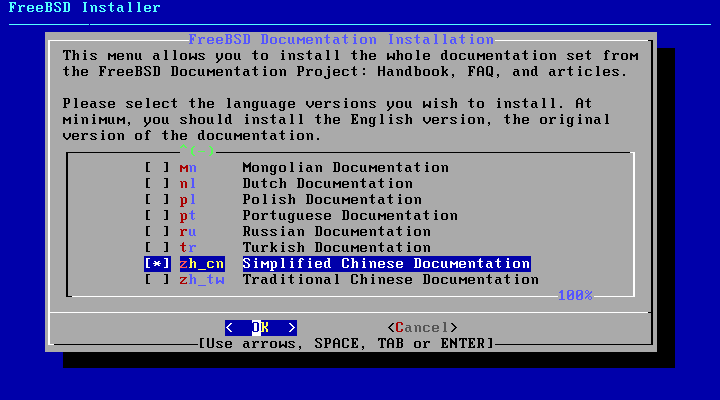 FreeBSD Installer
FreeBSD Documentation Installation
This menu allows you to install the whole documentation set from
the FreeBSD Documentation Project: Handbook, FAQ, and articles.
Please select the language versions you wish to install. At
minimum, you should install the English version, the original
version of the documentation.
^(-)
[ ] mn Mongolian Documentation
[ ] nl Dutch Documentation
[ ] pl Polish Documentation
[ ] pt Portuguese Documentation
[ ] ru Russian Documentation
[ ] tr Turkish Documentation
[*] zh_cn Simplified Chinese Documentation
[ ] zh_tw Traditional Chinese Documentation
100%
< OK > <Cancel>
[Use arrows, SPACE, TAB or ENTER]